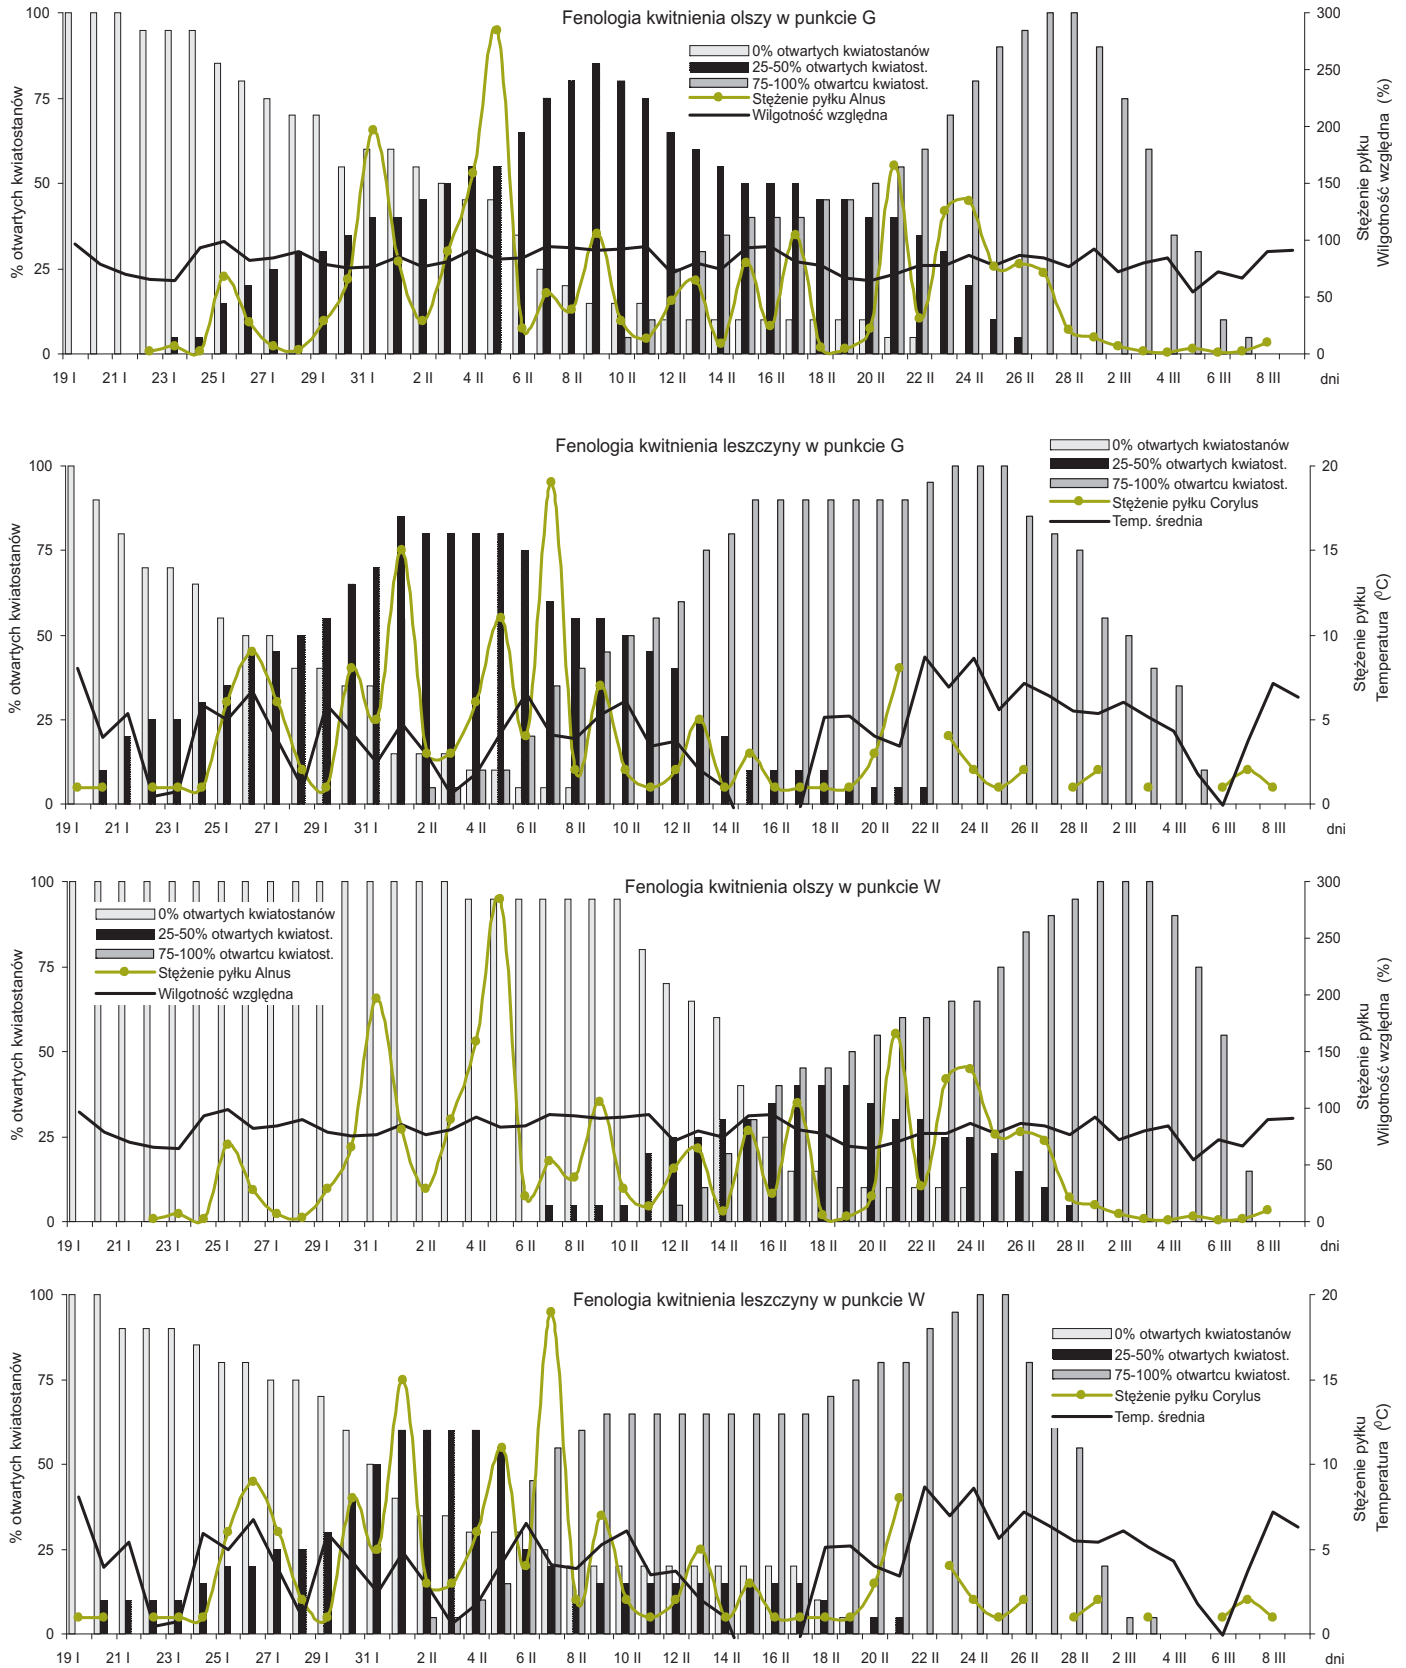 Fenologia kwitnienia olszy w punkcie G
0% otwartych kwiatostanów
25-50% otwartych kwiatost.
75-100% otwartcu kwiatost.
Stężenie pyłku Alnus
Wilgotność względna
% otwartych kwiatostanów
100
75
50
25
0
300
250
200
150
100
50
0
Stężenie pyłku
Wilgotność względna (%)
19 I 21 I 23 I 25 I 27 I 29 I 31 I 2 II 4 II 6 II 8 II 10 II 12 II 14 II 16 II 18 II 20 II 22 II 24 II 26 II 28 II 2 III 4 III 6 III 8 III dni
Fenologia kwitnienia leszczyny w punkcie G
0% otwartych kwiatostanów
25-50% otwartych kwiatost.
75-100% otwartcu kwiatost.
Stężenie pyłku Corylus
Temp. średnia
% otwartych kwiatostanów
100
75
50
25
0
20
15
10
5
0
Stężenie pyłku
Temperatura (⁰C)
19 I 21 I 23 I 25 I 27 I 29 I 31 I 2 II 4 II 6 II 8 II 10 II 12 II 14 II 16 II 18 II 20 II 22 II 24 II 26 II 28 II 2 III 4 III 6 III 8 III dni
Fenologia kwitnienia olszy w punkcie W
0% otwartych kwiatostanów
25-50% otwartych kwiatost.
75-100% otwartcu kwiatost.
Stężenie pyłku Alnus
Wilgotność względna
% otwartych kwiatostanów
100
75
50
25
0
300
250
200
150
100
50
0
Stężenie pyłku
Wilgotność względna (%)
19 I 21 I 23 I 25 I 27 I 29 I 31 I 2 II 4 II 6 II 8 II 10 II 12 II 14 II 16 II 18 II 20 II 22 II 24 II 26 II 28 II 2 III 4 III 6 III 8 III dni
Fenologia kwitnienia leszczyny w punkcie W
0% otwartych kwiatostanów
25-50% otwartych kwiatost.
75-100% otwartcu kwiatost.
Stężenie pyłku Corylus
Temp. średnia
% otwartych kwiatostanów
100
75
50
25
0
20
15
10
5
0
Stężenie pyłku
Temperatura (⁰C)
19 I 21 I 23 I 25 I 27 I 29 I 31 I 2 II 4 II 6 II 8 II 10 II 12 II 14 II 16 II 18 II 20 II 22 II 24 II 26 II 28 II 2 III 4 III 6 III 8 III dni